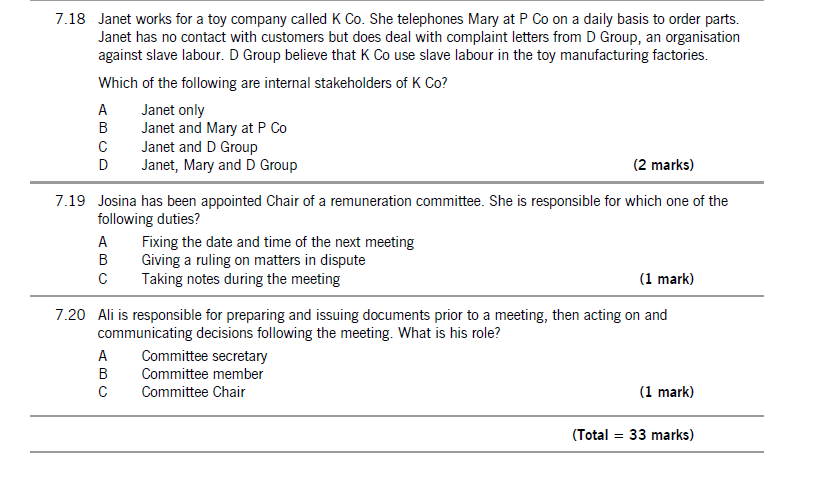 7.18 Janet works for a toy company called K Co. She telephones Mary at P Co on a daily basis to order parts.
Janet has no contact with customers but does deal with complaint letters from D Group, an organisation
against slave labour. D Group believe that K Co use slave labour in the toy manufacturing factories.
Which of the following are internal stakeholders of K Co?
A Janet only
B Janet and Mary at P Co
C Janet and D Group
D Janet, Mary and D Group (2 marks)
7.19 Josina has been appointed Chair of a remuneration committee. She is responsible for which one of the
following duties?
A Fixing the date and time of the next meeting
B Giving a ruling on matters in dispute
C Taking notes during the meeting (1 mark)
7.20 Ali is responsible for preparing and issuing documents prior to a meeting, then acting on and
communicating decisions following the meeting. What is his role?
A Committee secretary
B Committee member
C Committee Chair (1 mark)
(Total = 33 marks)